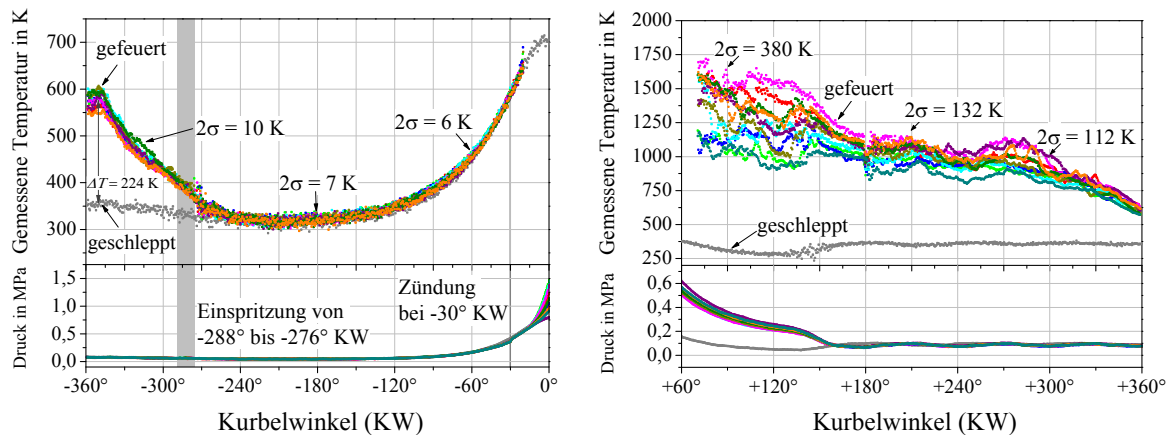 Gemessene Temperatur in K
700
600
500
400
300
gefeuert
2σ = 10 K
2σ = 6 K
2σ = 7 K
ΔT= 224 K
geschleppt
Druck in MPa
1,5
1,0
0,5
0,0
Einspritzung von
-288° bis -276° KW
Zündung
bei -30° KW
-360° -300° -240° -180° -120° -60° 0°
Kurbelwinkel (KW)
Gemessene Temperatur in K
2000
1750
1500
1250
1000
750
500
250
2σ = 380 K
gefeuert
2σ = 132 K
2σ = 112 K
geschleppt
Druck in MPa
0,6
0,4
0,2
0,0
+60° +120° +180° +240° +300° +360°
Kurbelwinkel (KW)